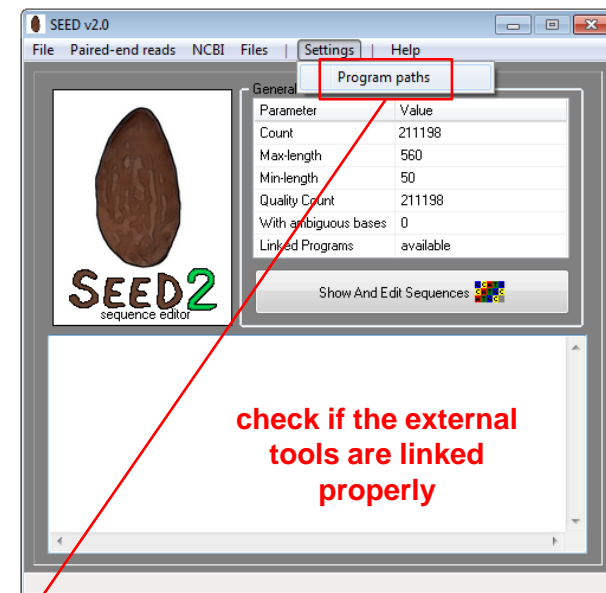 SEED v2.0
File Paired-end reads NCBI Files | Settings | Help
Program paths
General
Parameter Value
Count 211198
Max-length 560
Min-length 50
Quality Count 211198
With ambiguous bases 0
Linked Programs available
SEED2
sequence editor
Show And Edit Sequences
check if the external
tools are linked
properly